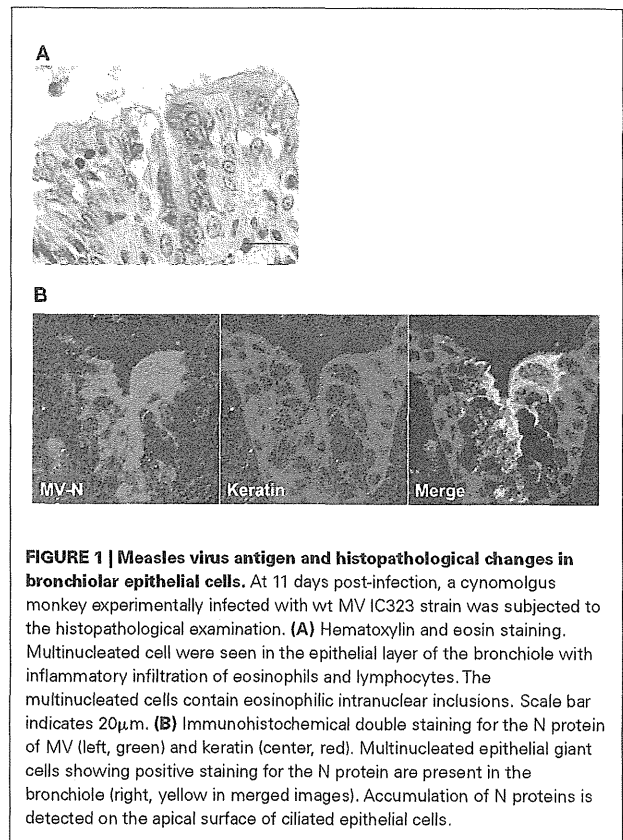 A
B
MV-N Keratin Merge
FIGURE 1 | Measles virus antigen and histopathological changes in
bronchiolar epithelial cells. At 11 days post-infection, a cynomolgus
monkey experimentally infected with wt MV IC323 strain was subjected to
the histopathological examination. (A) Hematoxylin and eosin staining.
Multinucleated cell were seen in the epithelial layer of the bronchiole with
inflammatory infiltration of eosinophils and lymphocytes. The
multinucleated cells contain eosinophilic intranuclear inclusions. Scale bar
indicates 20μm. (B) Immunohistochemical double staining for the N protein
of MV (left, green) and keratin (center, red). Multinucleated epithelial giant
cells showing positive staining for the N protein are present in the
bronchiole (right, yellow in merged images). Accumulation of N proteins is
detected on the apical surface of ciliated epithelial cells.